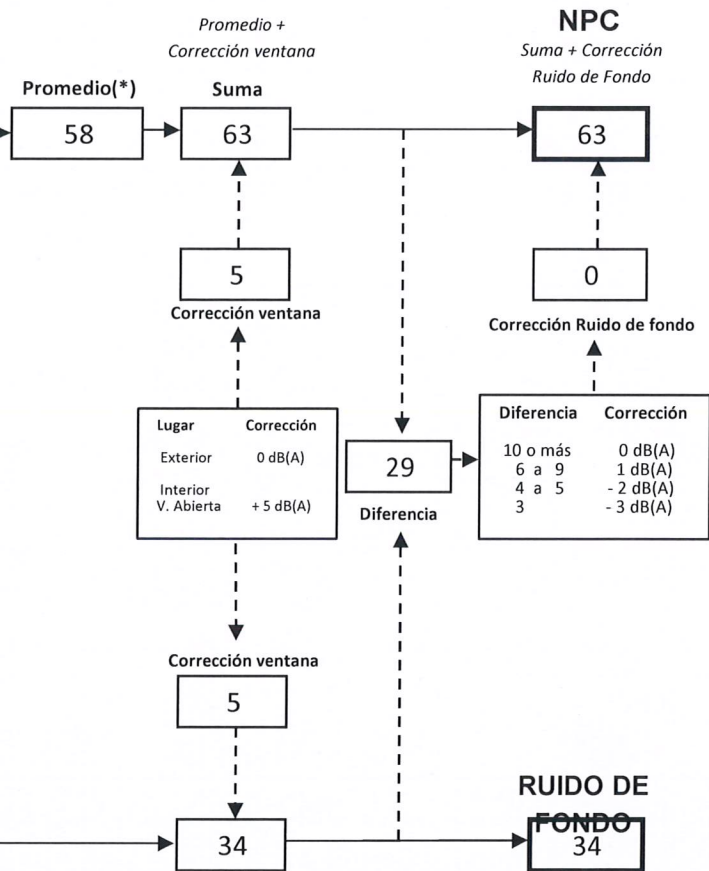 Promedio +
Corrección ventana
NPC
Suma + Corrección
Ruido de Fondo
Promedio(*)
Suma
58
63
63
5
0
Corrección ventana
Corrección Ruido de fondo
Lugar Corrección
Exterior 0 dB(A)
Interior
V. Abierta + 5 dB(A)
29
Diferencia
Diferencia Corrección
10 o más 0 dB(A)
6 a 9 1 dB(A)
4 a 5 - 2 dB(A)
3 - 3 dB(A)
Corrección ventana
5
RUIDO DE
FONDO
34
34